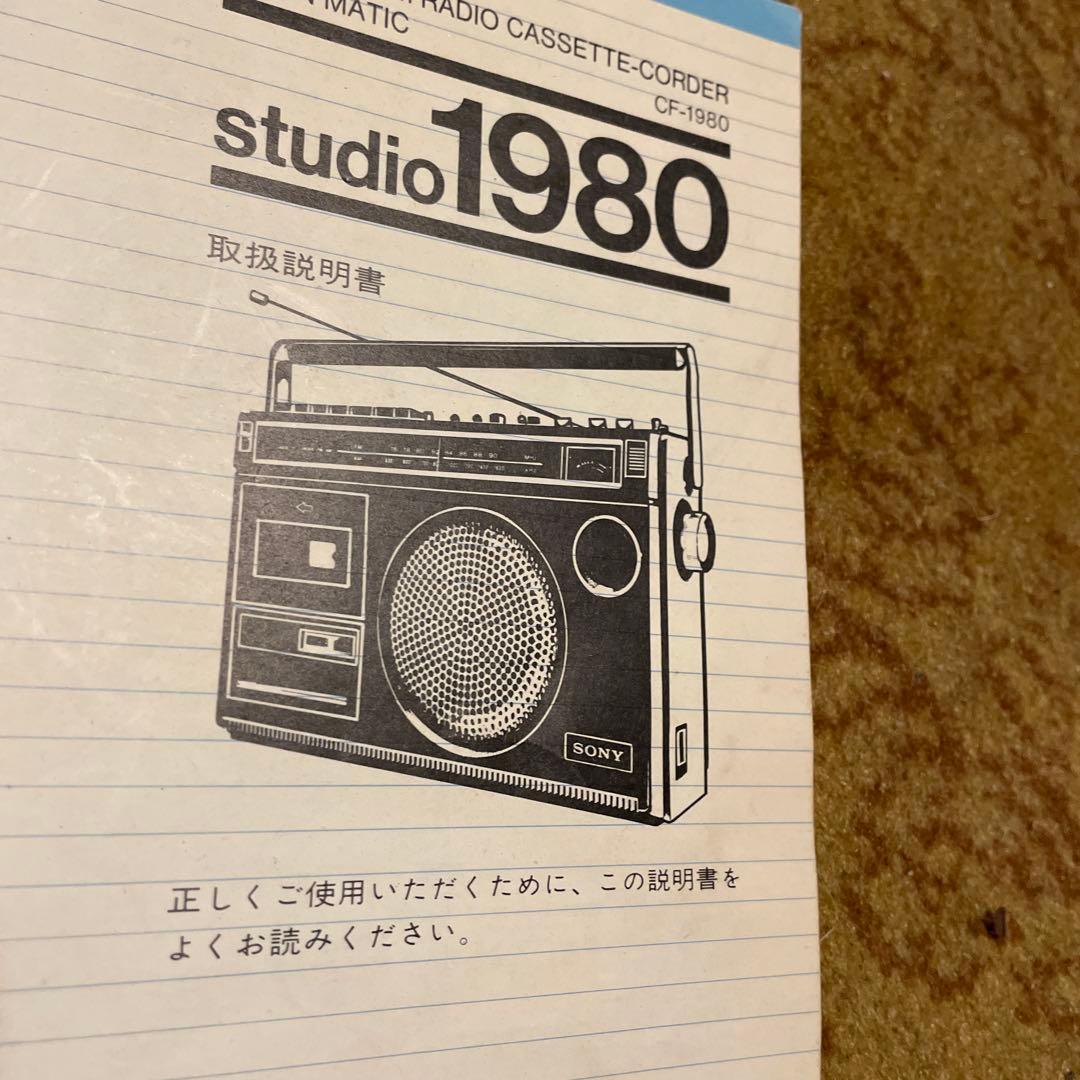 RADIO CASSETTE-CORDER
MATIC
CF-1980
studio 1980
取扱説明書
SONY
正しくご使用いただくために、この説明書を
よくお読みください。